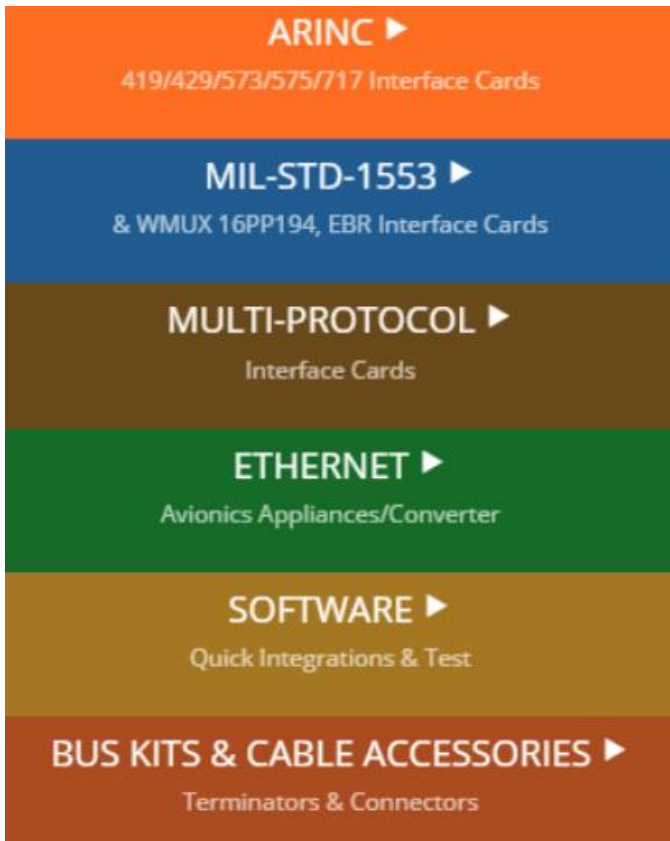 ARINC ▶
419/429/573/575/717 Interface Cards
MIL-STD-1553 ▶
& WMUX 16PP194, EBR Interface Cards
MULTI-PROTOCOL ▶
Interface Cards
ETHERNET ▶
Avionics Appliances/Converter
SOFTWARE ▶
Quick Integrations & Test
BUS KITS & CABLE ACCESSORIES ▶
Terminators & Connectors